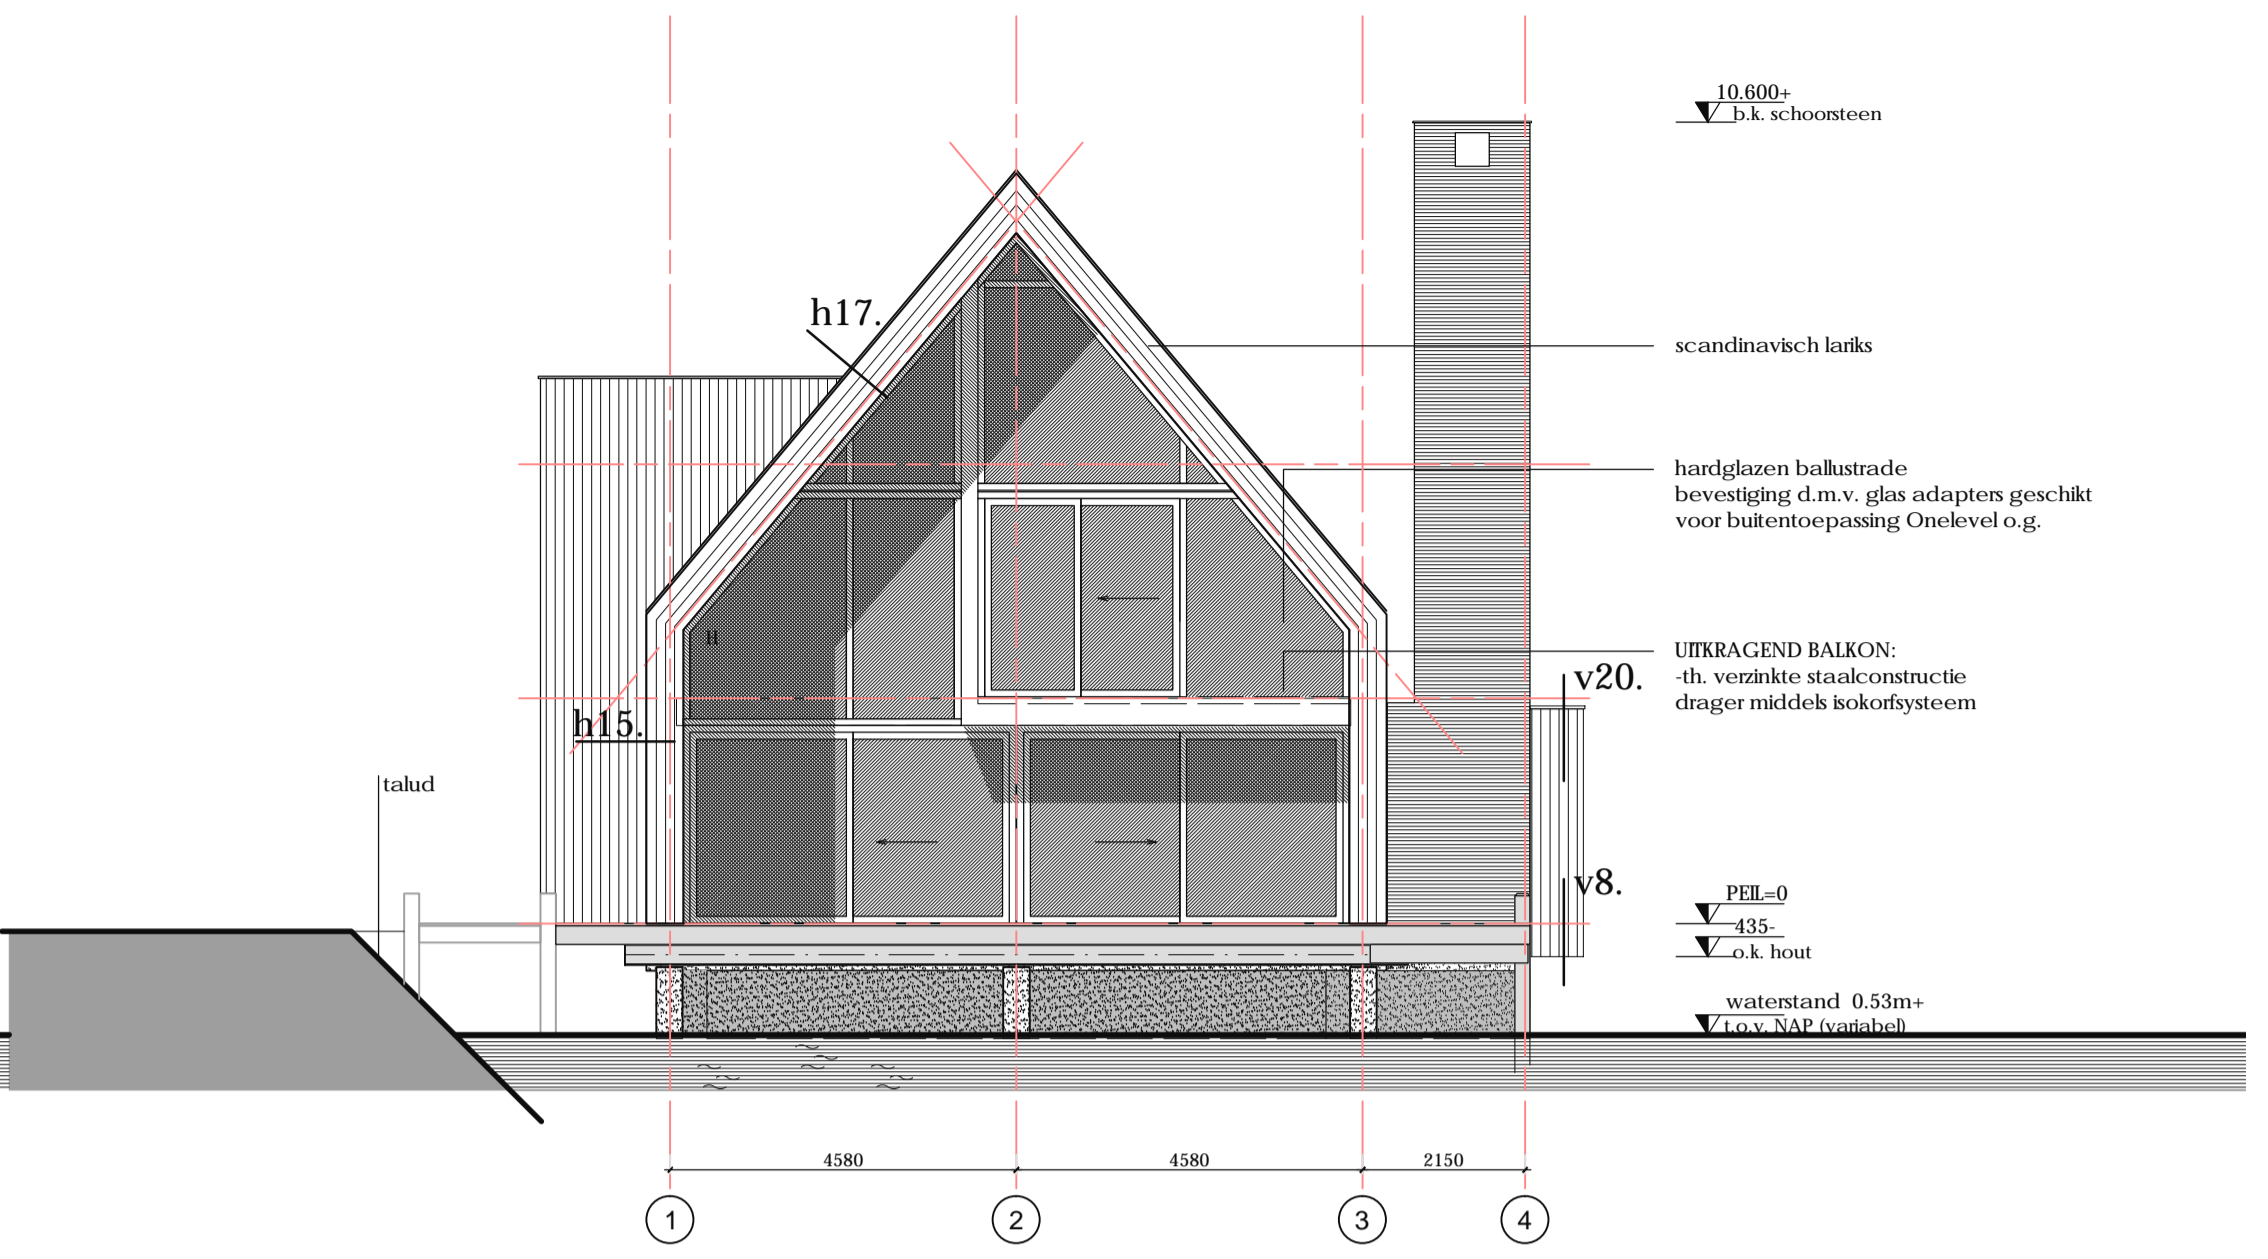 10.600+
b.k. schoorsteen
h17.
scandinavisch lariks
hardglazen ballustrade
bevestiging d.m.v. glas adapters geschikt
voor buitentoepassing Onelevel o.g.
H
UITKRAGEND BALKON:
-th. verzinkte staalconstructie
drager middels isokorfsysteem
v20.
h15.
talud
v8.
PEIL=0
435-
o.k. hout
waterstand 0.53m+
t.o.v. NAP (variabel)
4580 4580 2150
1 2 3 4